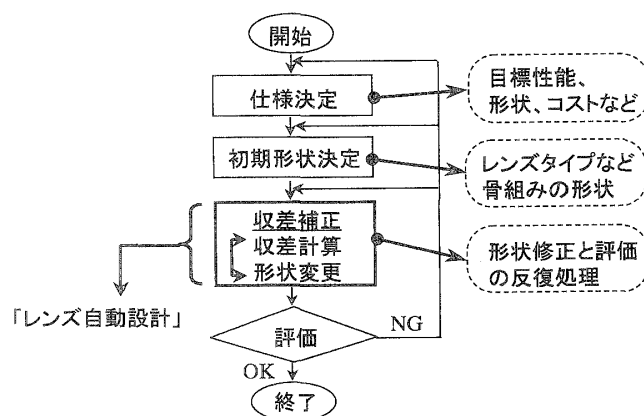 開始
仕様決定
目標性能、
形状、コストなど
初期形状決定
レンズタイプなど
骨組みの形状
収差補正
収差計算
形状変更
形状修正と評価
の反復処理
「レンズ自動設計」
評価
NG
OK
終了